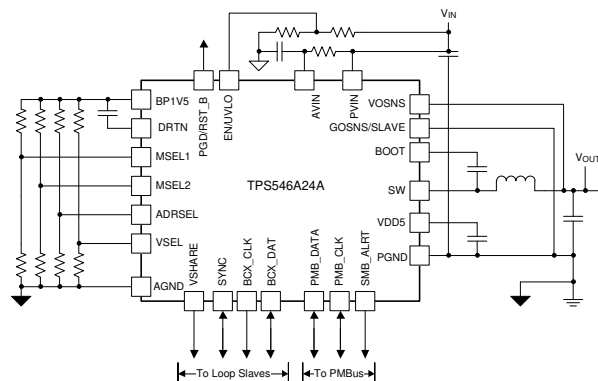 VIN
BP1V5
DRTN
MSEL1
MSEL2
ADRSEL
VSEL
AGND
PGD/RST_B
EN/UVLO
AVIN
PVIN
VOSNS
GOSNS/SLAVE
BOOT
SW
VDD5
PGND
VOUT
TPS546A24A
VSHARE
SYNC
BCX_CLK
BCX_DAT
PMB_DATA
PMB_CLK
SMB_ALRT
To Loop Slaves
To PMBus